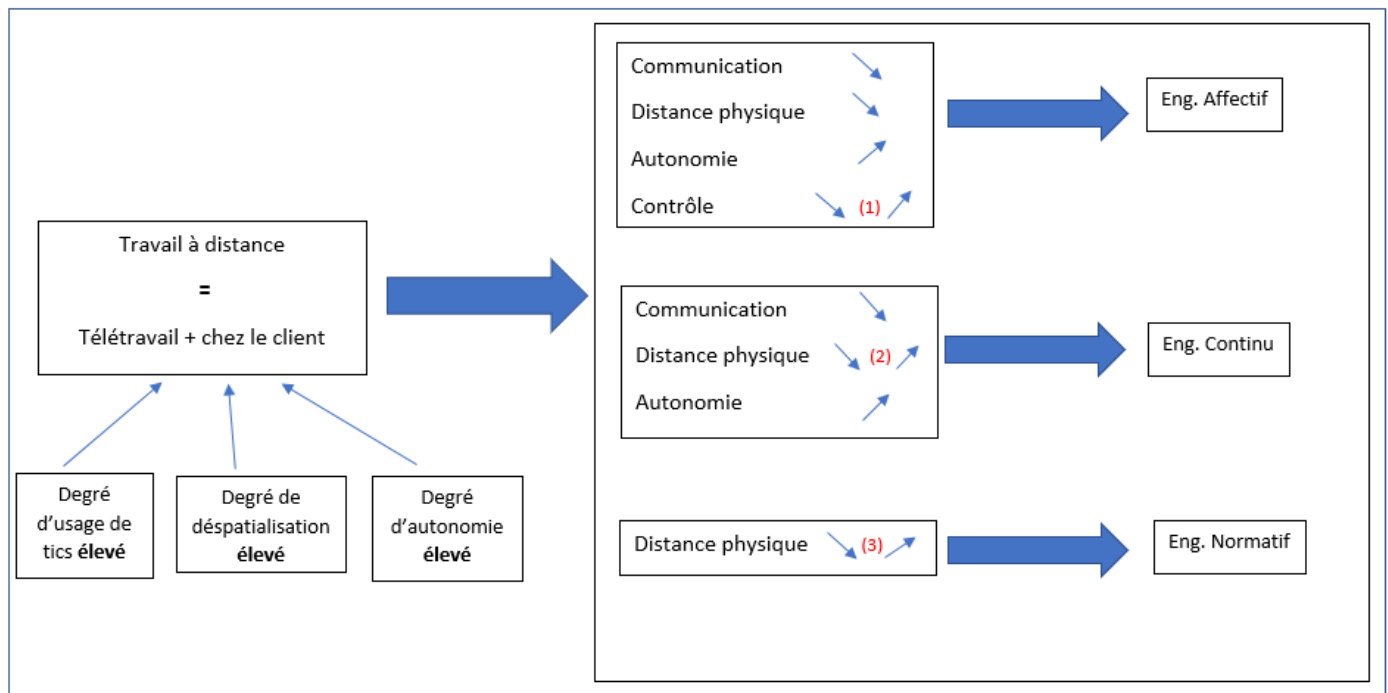 Travail à distance
=
Télétravail + chez le client
Degré
d'usage de
tics élevé
Degré de
déspatialisation
élevé
Degré
d'autonomie
élevé
Communication
Distance physique
Autonomie
Contrôle (1)
Eng. Affectif
Communication
Distance physique (2)
Autonomie
Eng. Continu
Distance physique (3)
Eng. Normatif